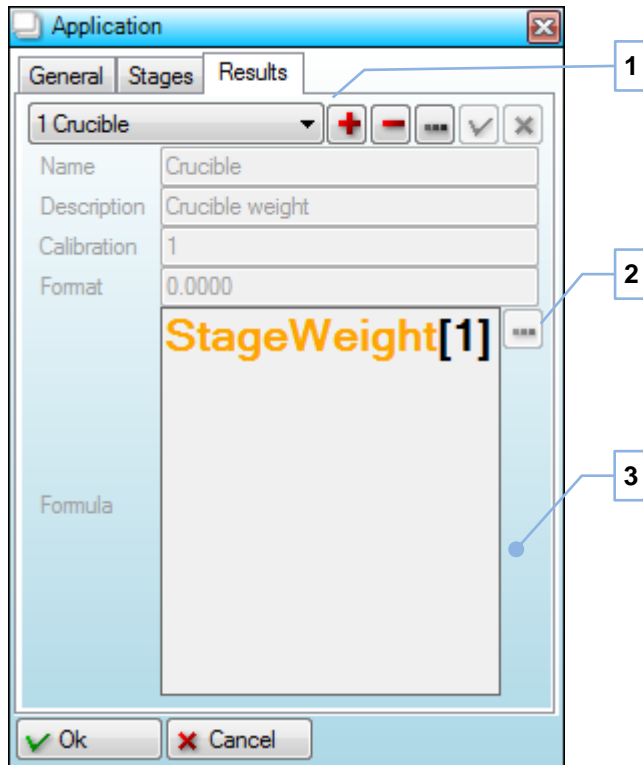 Application
General Stages Results
1
1 Crucible
Name Crucible
Description Crucible weight
Calibration 1
Format 0.0000
2
StageWeight[1]
3
Formula
Ok Cancel